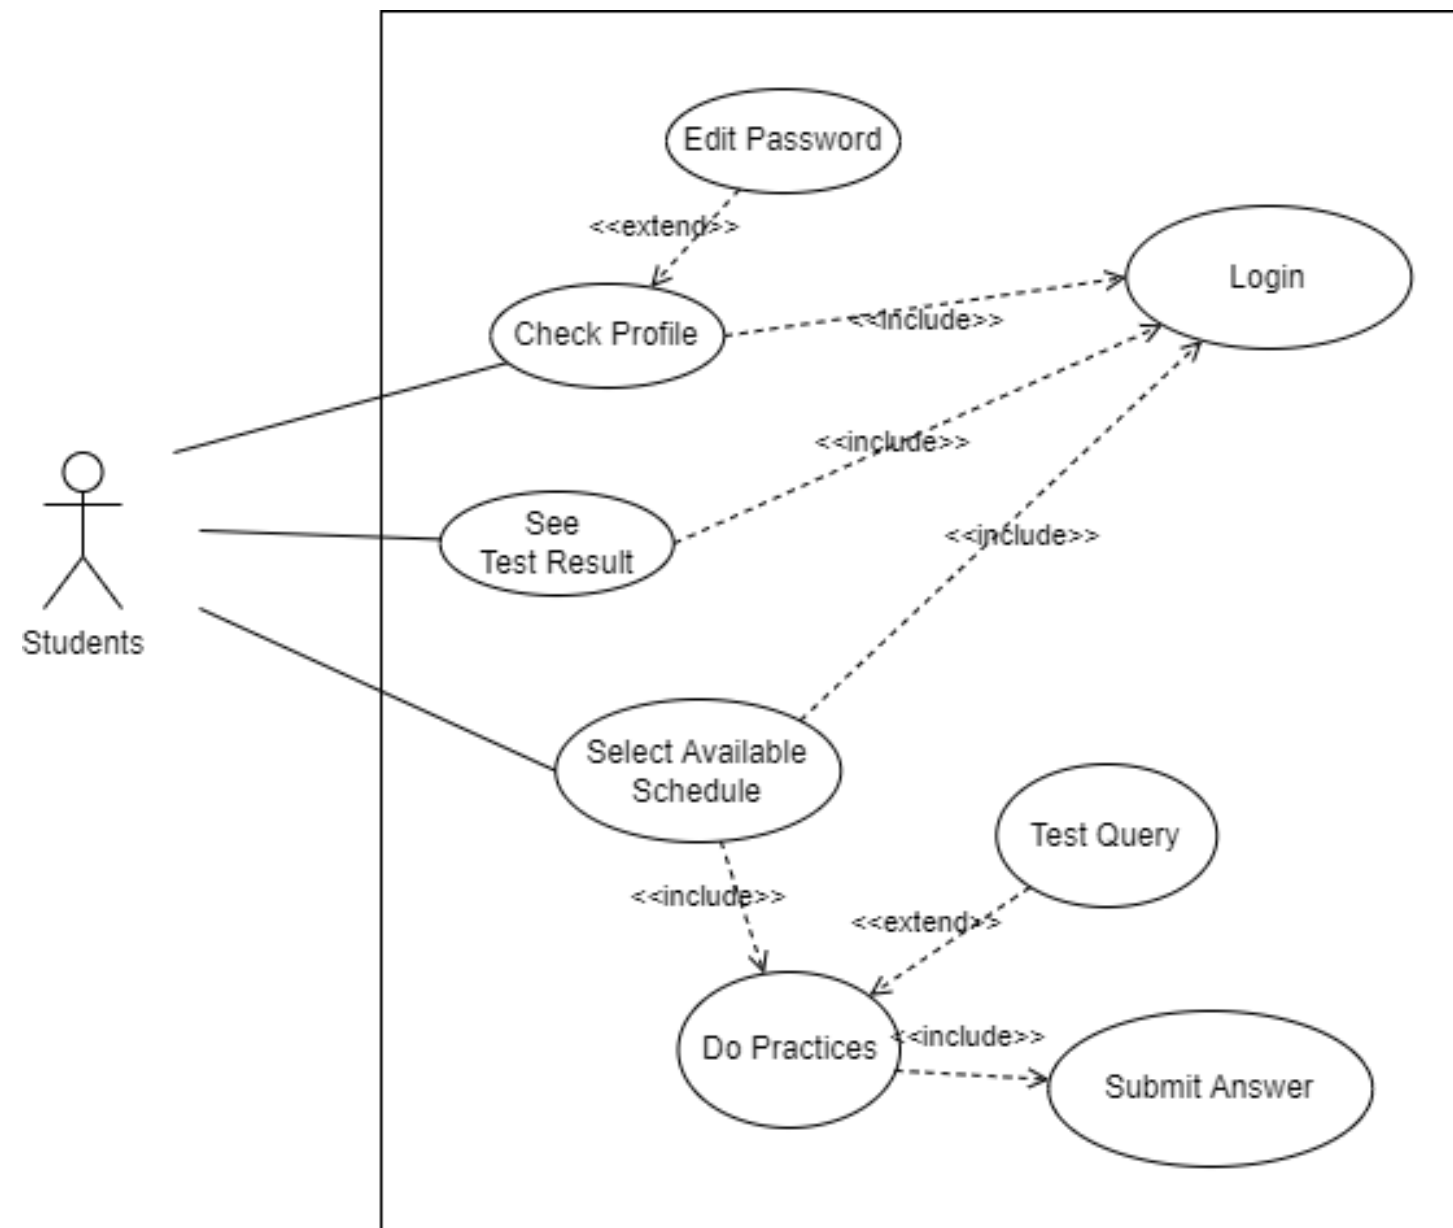 Edit Password
<<extend>>
Login
Check Profile
<<include>>
<<include>>
See
Test Result
<<include>>
Students
Select Available
Schedule
Test Query
<<include>>
<<extend>>
Do Practices
<<include>>
Submit Answer